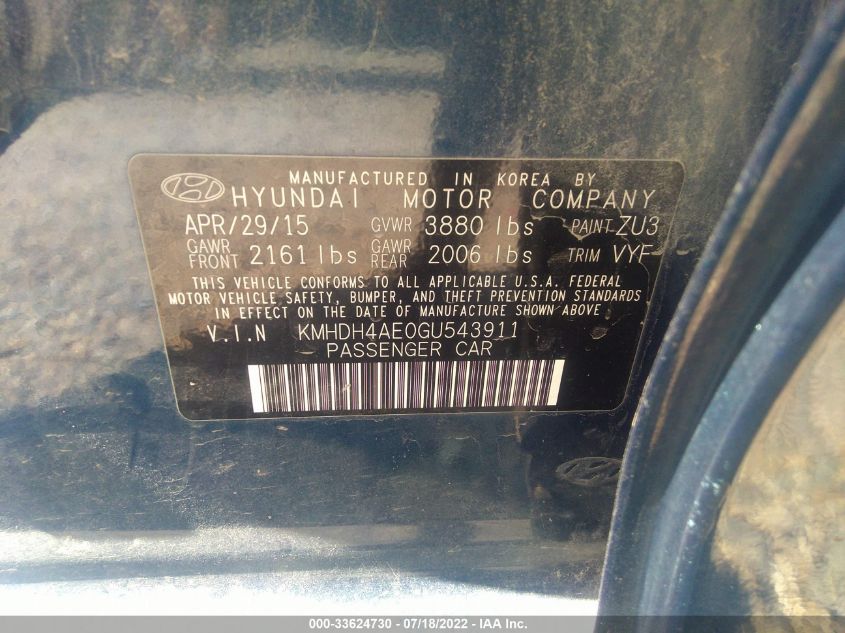 MANUFACTURED IN KOREA BY
HYUNDAI MOTOR COMPANY
APR/29/15 GVWR 3880 lbs PAINT ZU3
GAWR FRONT 2161 lbs GAWR REAR 2006 lbs TRIM VYF
THIS VEHICLE CONFORMS TO ALL APPLICABLE U.S.A. FEDERAL
MOTOR VEHICLE SAFETY, BUMPER, AND THEFT PREVENTION STANDARDS
IN EFFECT ON THE DATE OF MANUFACTURE SHOWN ABOVE.
V.I.N KMHDH4AE0GU543911
PASSENGER CAR
000-33624730 - 07/18/2022 - IAA Inc.